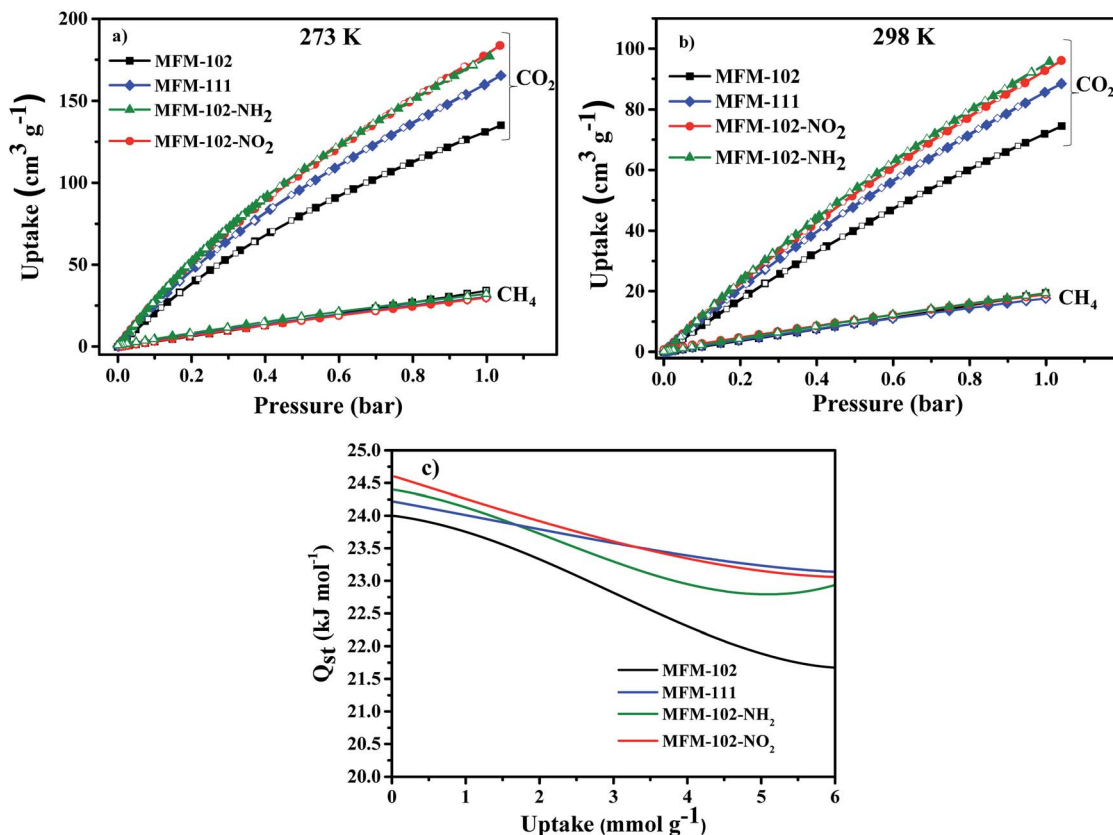 a)
273 K
MFM-102
MFM-111
MFM-102-NH2
MFM-102-NO2
CO2
CH4
200
150
100
50
0
0.0 0.2 0.4 0.6 0.8 1.0
Uptake (cm3 g-1)
Pressure (bar)
b)
298 K
MFM-102
MFM-111
MFM-102-NO2
MFM-102-NH2
CO2
CH4
100
80
60
40
20
0
0.0 0.2 0.4 0.6 0.8 1.0
Uptake (cm3 g-1)
Pressure (bar)
c)
25.0
24.5
24.0
23.5
23.0
22.5
22.0
21.5
21.0
20.5
20.0
Qst (kJ mol-1)
MFM-102
MFM-111
MFM-102-NH2
MFM-102-NO2
0 1 2 3 4 5 6
Uptake (mmol g-1)